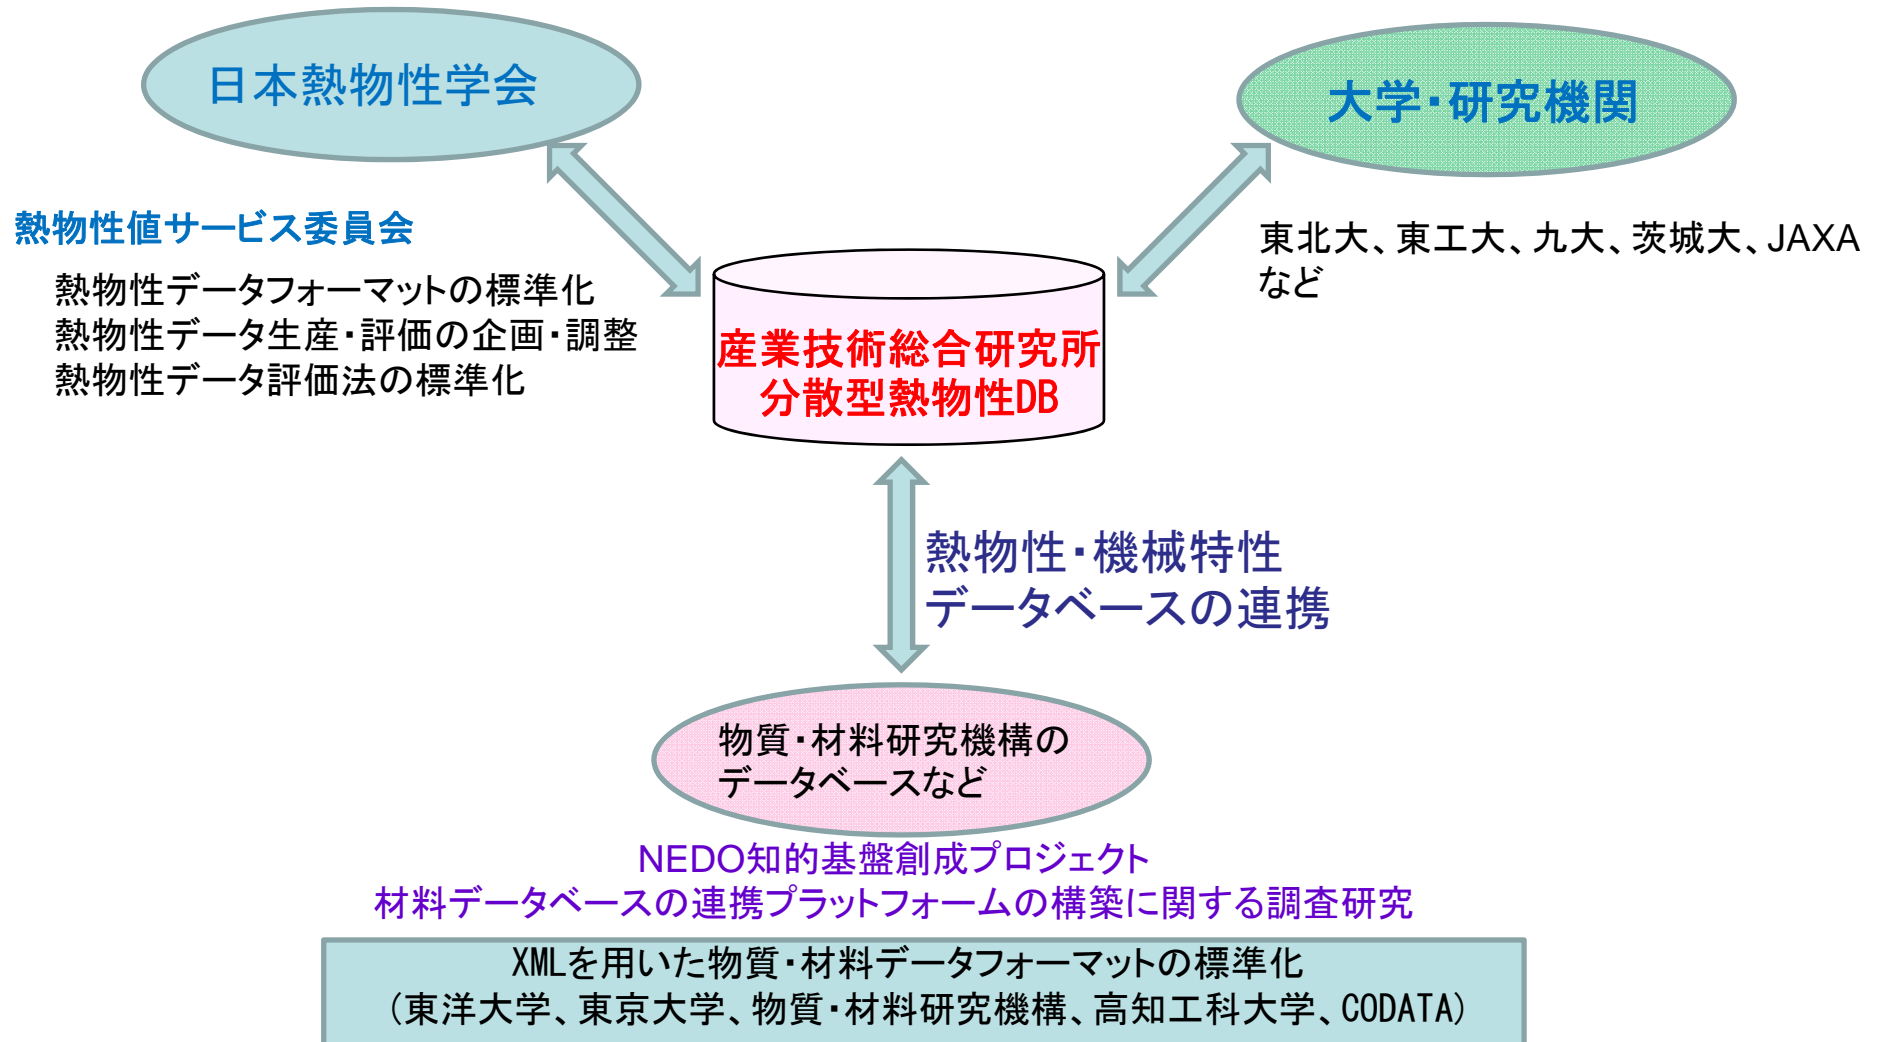 日本熱物性学会
大学・研究機関
熱物性値サービス委員会
熱物性データフォーマットの標準化
熱物性データ生産・評価の企画・調整
熱物性データ評価法の標準化
東北大、東工大、九大、茨城大、JAXA
など
産業技術総合研究所
分散型熱物性DB
熱物性・機械特性
データベースの連携
物質・材料研究機構の
データベースなど
NEDO知的基盤創成プロジェクト
材料データベースの連携プラットフォームの構築に関する調査研究
XMLを用いた物質・材料データフォーマットの標準化
（東洋大学、東京大学、物質・材料研究機構、高知工科大学、CODATA）